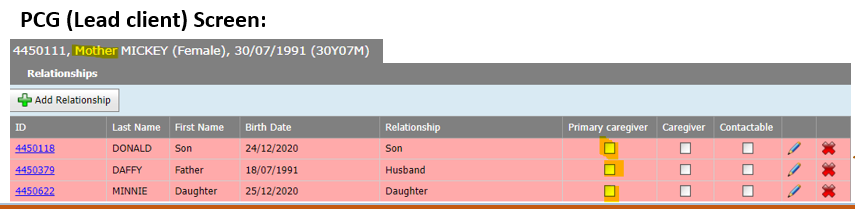 PCG (Lead client) Screen:
4450111, Mother MICKEY (Female), 30/07/1991 (30Y07M)
Relationships
Add Relationship
ID Last Name First Name Birth Date Relationship Primary caregiver Caregiver Contactable
4450118 DONALD Son 24/12/2020 Son
4450379 DAFFY Father 18/07/1991 Husband
4450622 MINNIE Daughter 25/12/2020 Daughter